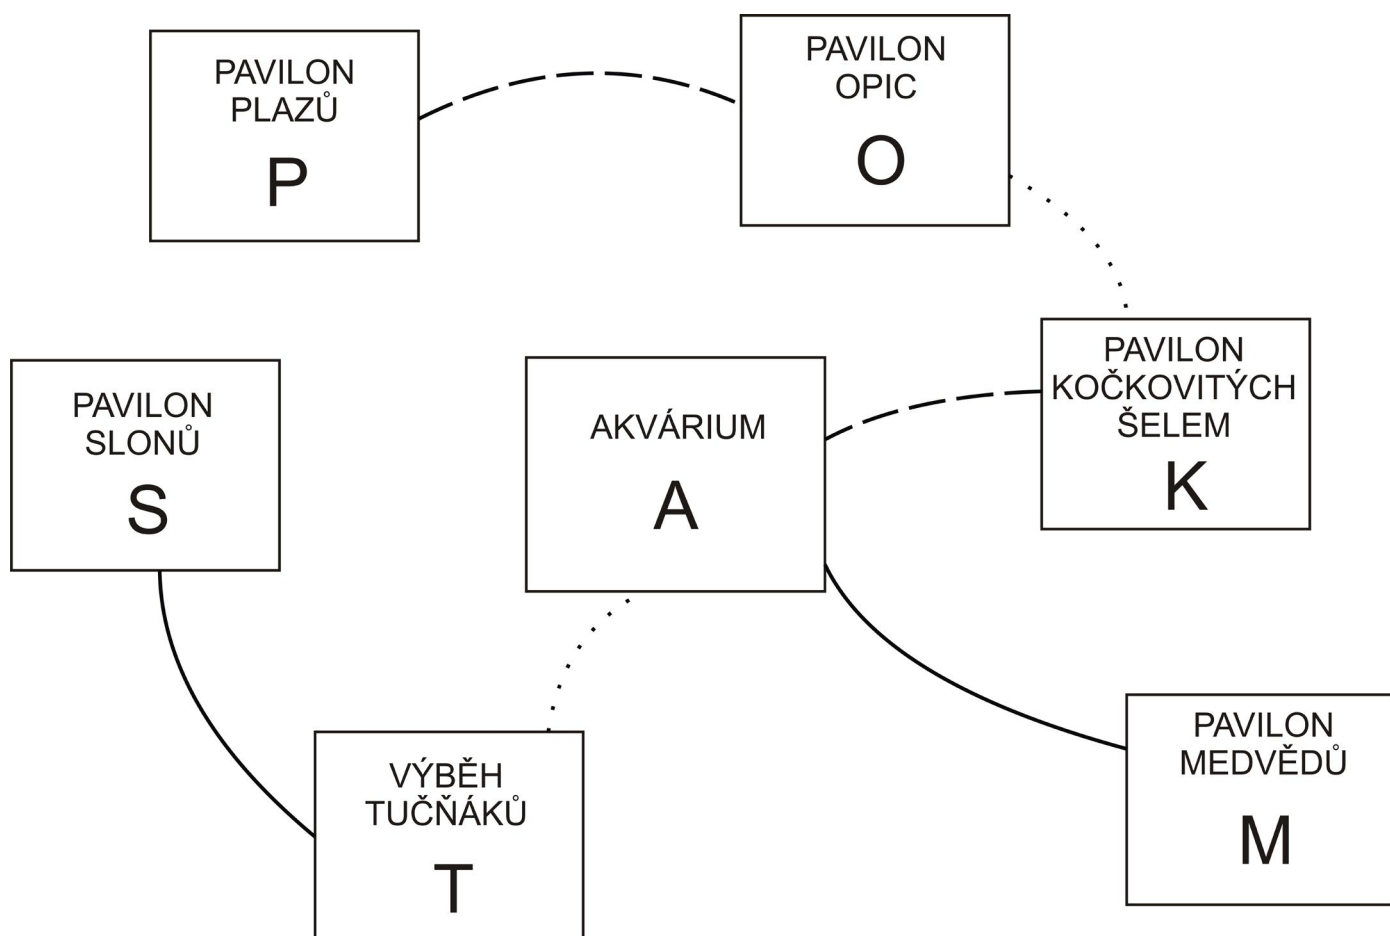 PAVILON
PLAZŮ
P
PAVILON
OPIC
O
PAVILON
SLONŮ
S
AKVÁRIUM
A
PAVILON
KOČKOVITÝCH
ŠELEM
K
VÝBĚH
TUČŇÁKŮ
T
PAVILON
MEDVĚDŮ
M